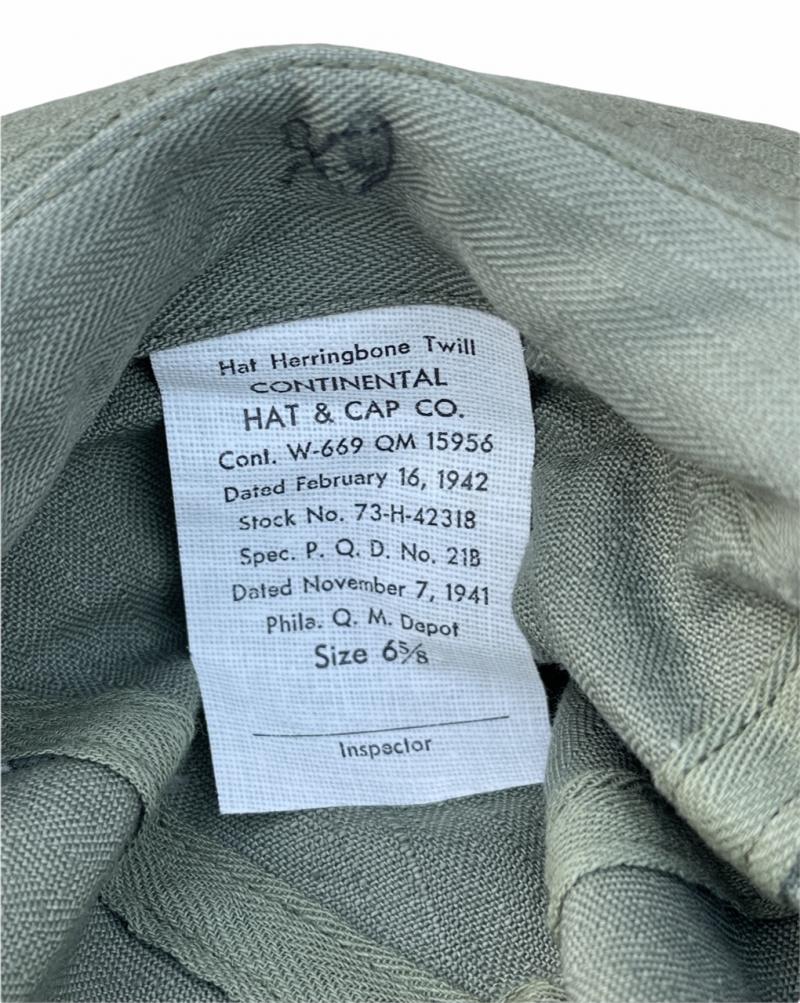 Hat Herringbone Twill
CONTINENTAL
HAT & CAP CO.
Cont. W-669 QM 15956
Dated February 16, 1942
Stock No. 73-H-42318
Spec. P. Q. D. No. 21B
Dated November 7, 1941
Phila. Q. M. Depot
Size 6⅝
Inspector